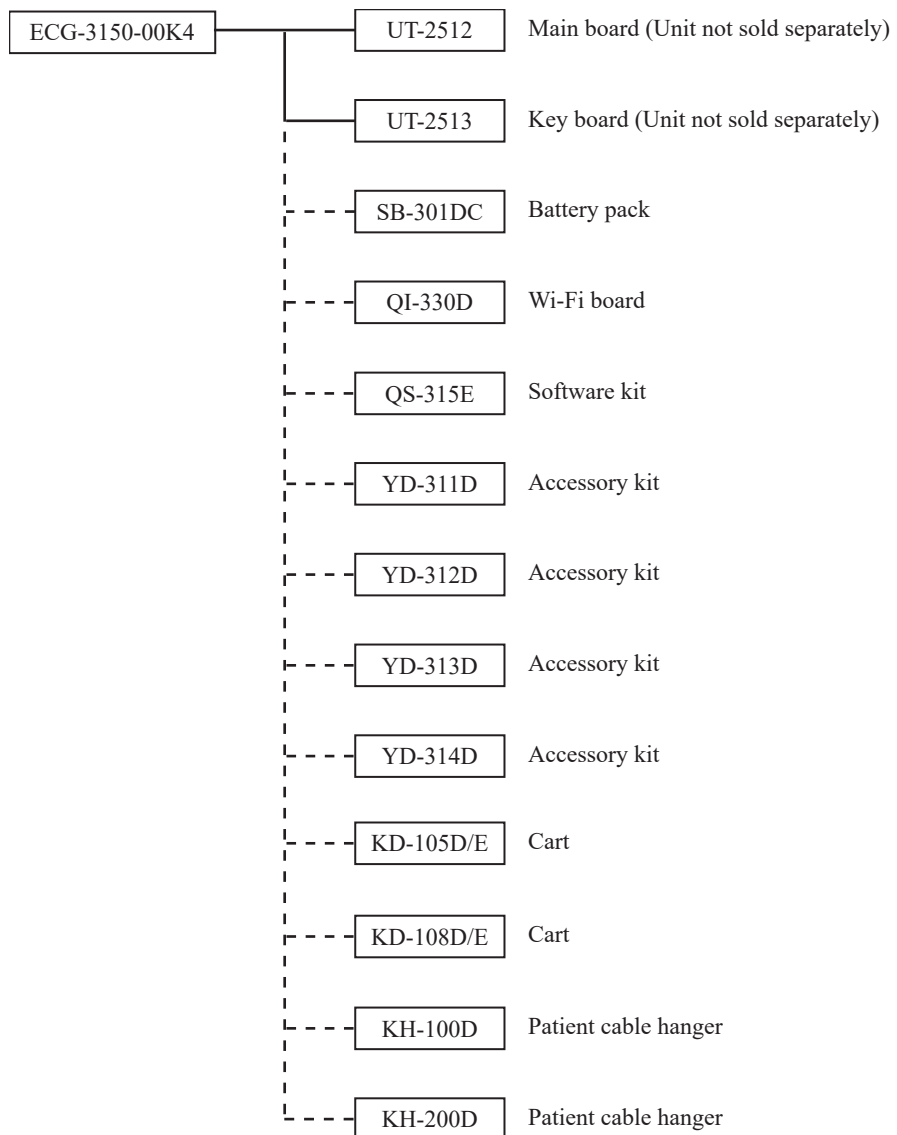 ECG-3150-00K4
UT-2512 Main board (Unit not sold separately)
UT-2513 Key board (Unit not sold separately)
SB-301DC Battery pack
QI-330D Wi-Fi board
QS-315E Software kit
YD-311D Accessory kit
YD-312D Accessory kit
YD-313D Accessory kit
YD-314D Accessory kit
KD-105D/E Cart
KD-108D/E Cart
KH-100D Patient cable hanger
KH-200D Patient cable hanger